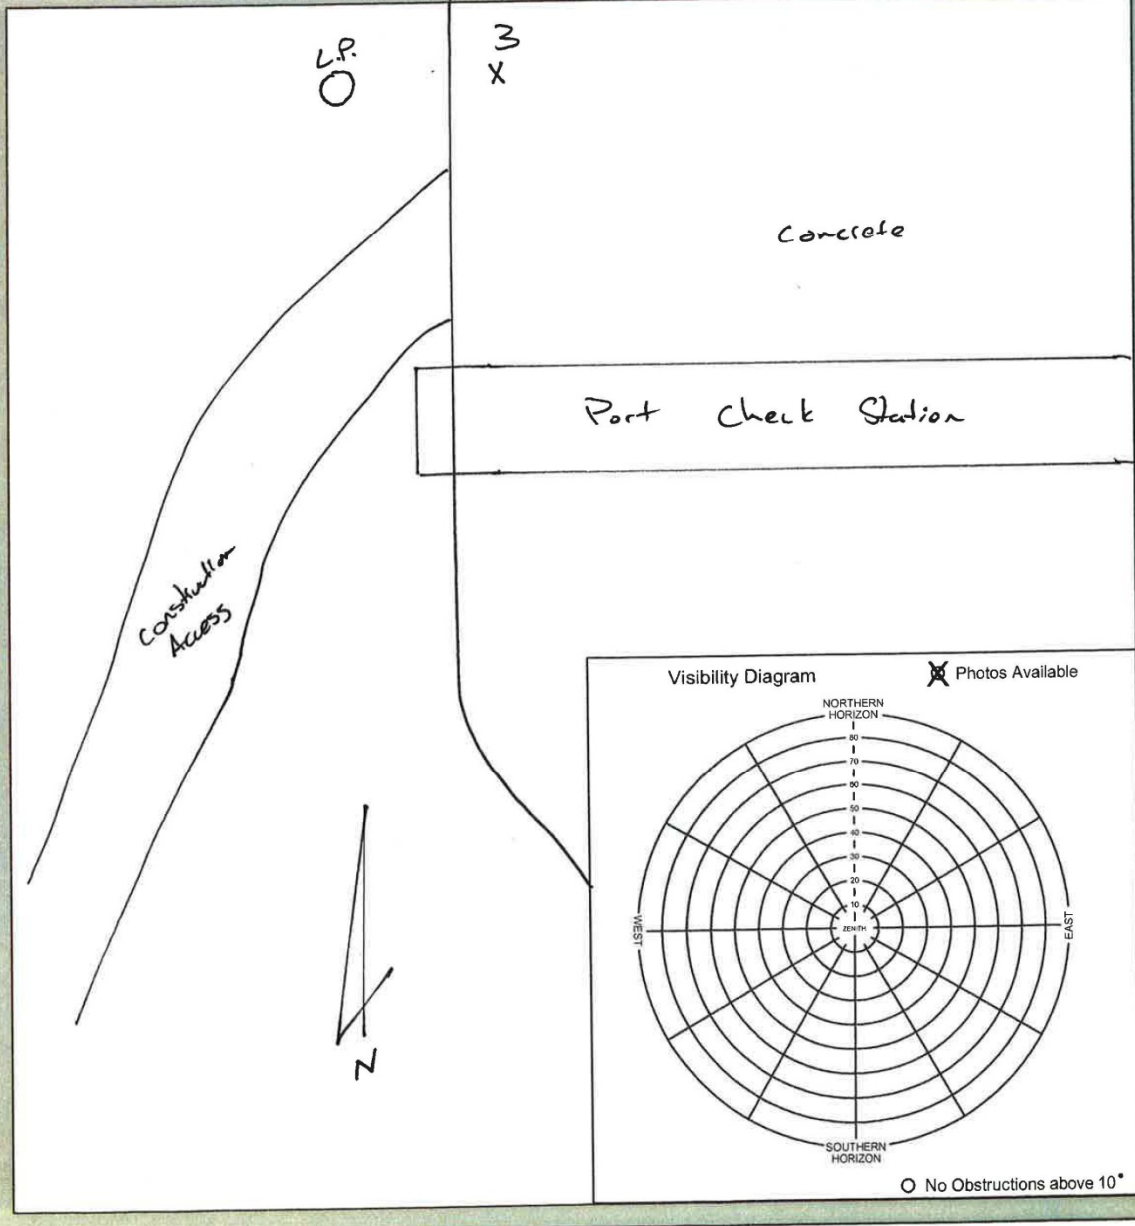 L.P.
3
X
Concrete
Port Check Station
Construction
Access
N
Visibility Diagram
Photos Available
NORTHERN
HORIZON
80
70
60
50
40
30
20
10
ZENITH
WEST
EAST
SOUTHERN
HORIZON
No Obstructions above 10°